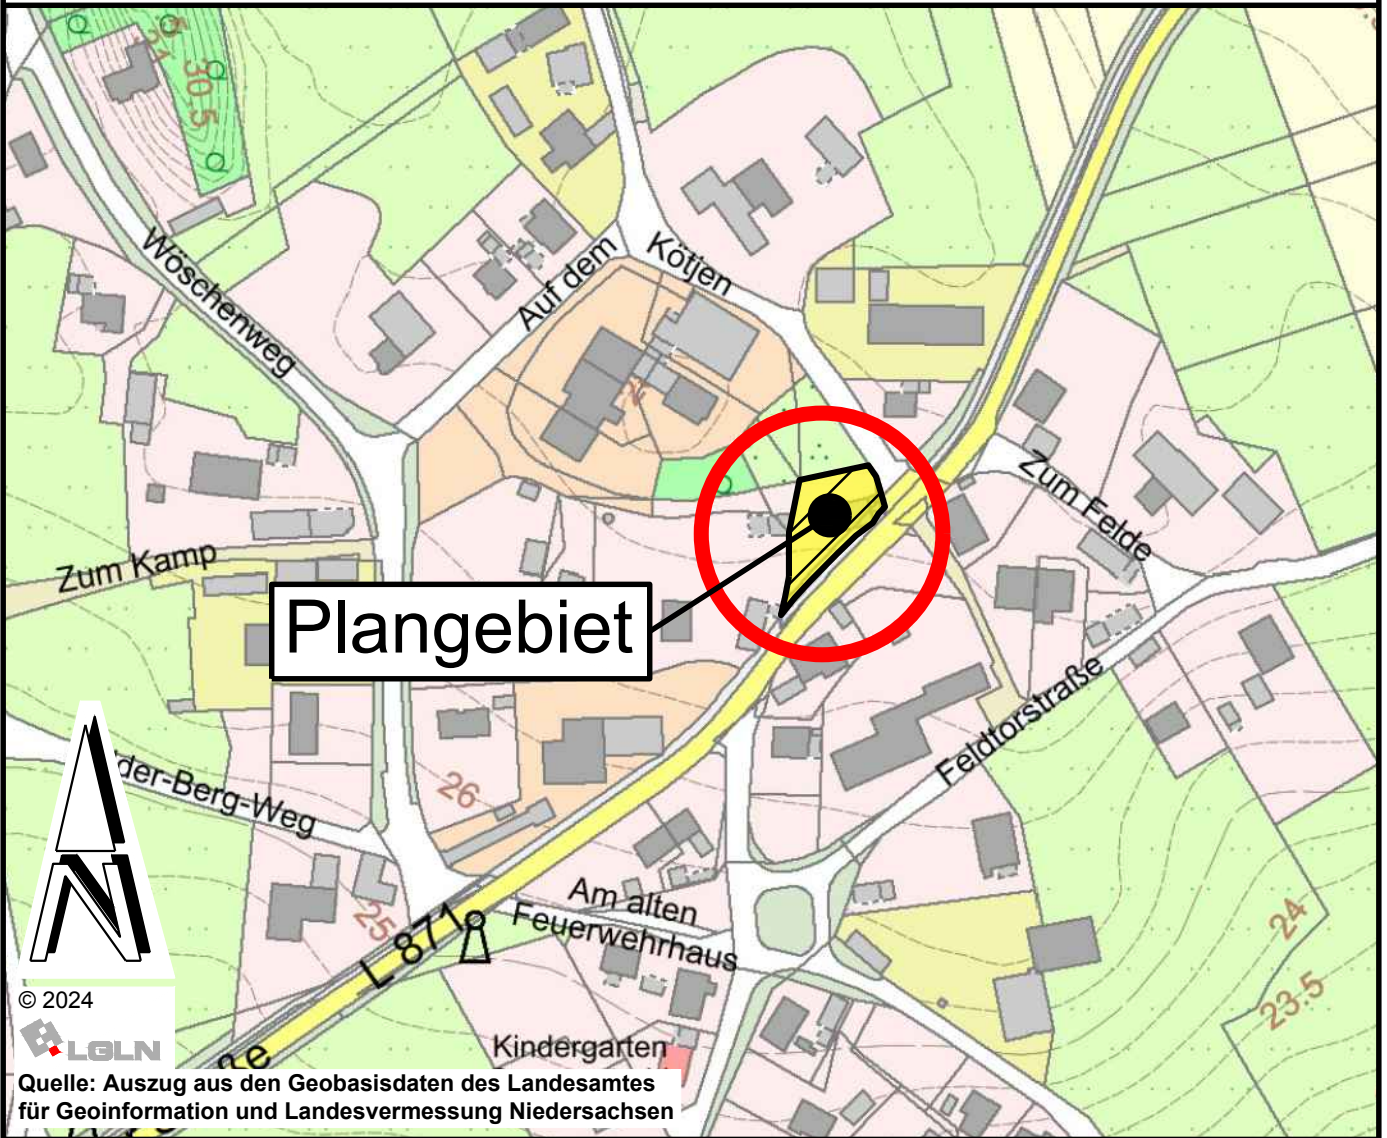 30.5
Wöschenweg
Auf dem
Kötjen
Zum Kamp
Zum Felde
Plangebiet
Feldtorstraße
26
der-Berg-Weg
25
L 871
Am alten
Feuerwehrhaus
24
23.5
N
Kindergarten
ße
© 2024
LGLN
Quelle: Auszug aus den Geobasisdaten des Landesamtes
für Geoinformation und Landesvermessung Niedersachsen